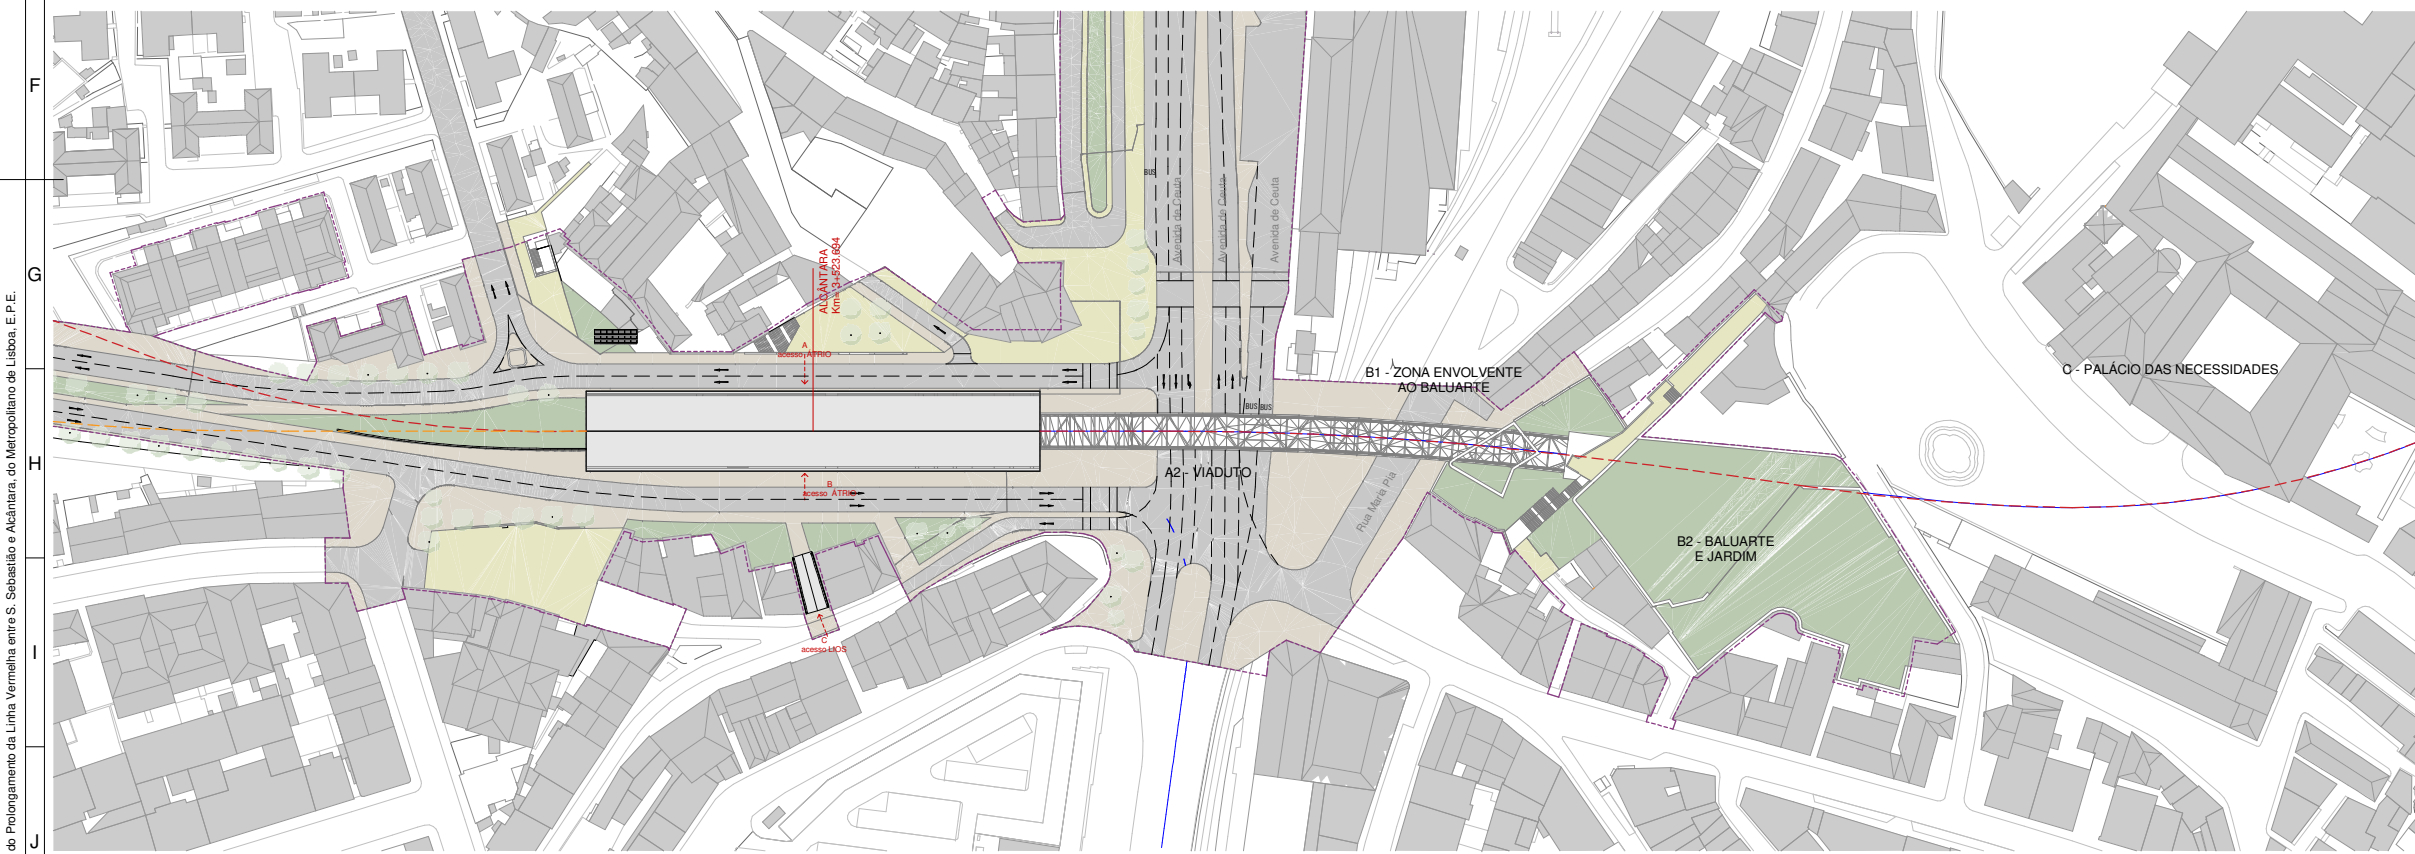 do Prolongamento da Linha Vermelha entre S. Sebastião e Alcântara, do Metropolitano de Lisboa, E.P.E.
F
G
H
I
J
BUS
Avenida de Ceuta
Avenida de Ceuta
Avenida de Ceuta
ALCÂNTARA
Km= 3+523.694
A
acesso ÁTRIO
B1 - ZONA ENVOLVENTE
AO BALUARTE
C - PALÁCIO DAS NECESSIDADES
BUS BUS
A2 - VIADUTO
B
acesso ÁTRIO
Rua Maria Pia
B2 - BALUARTE
E JARDIM
C
acesso LIOS